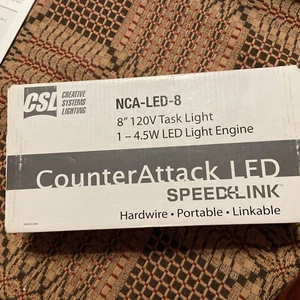 CSL CREATIVE
SYSTEMS
LIGHTING
NCA-LED-8
8" 120V Task Light
1 – 4.5W LED Light Engine
CounterAttack LED
SPEEDLINK
Hardwire • Portable • Linkable